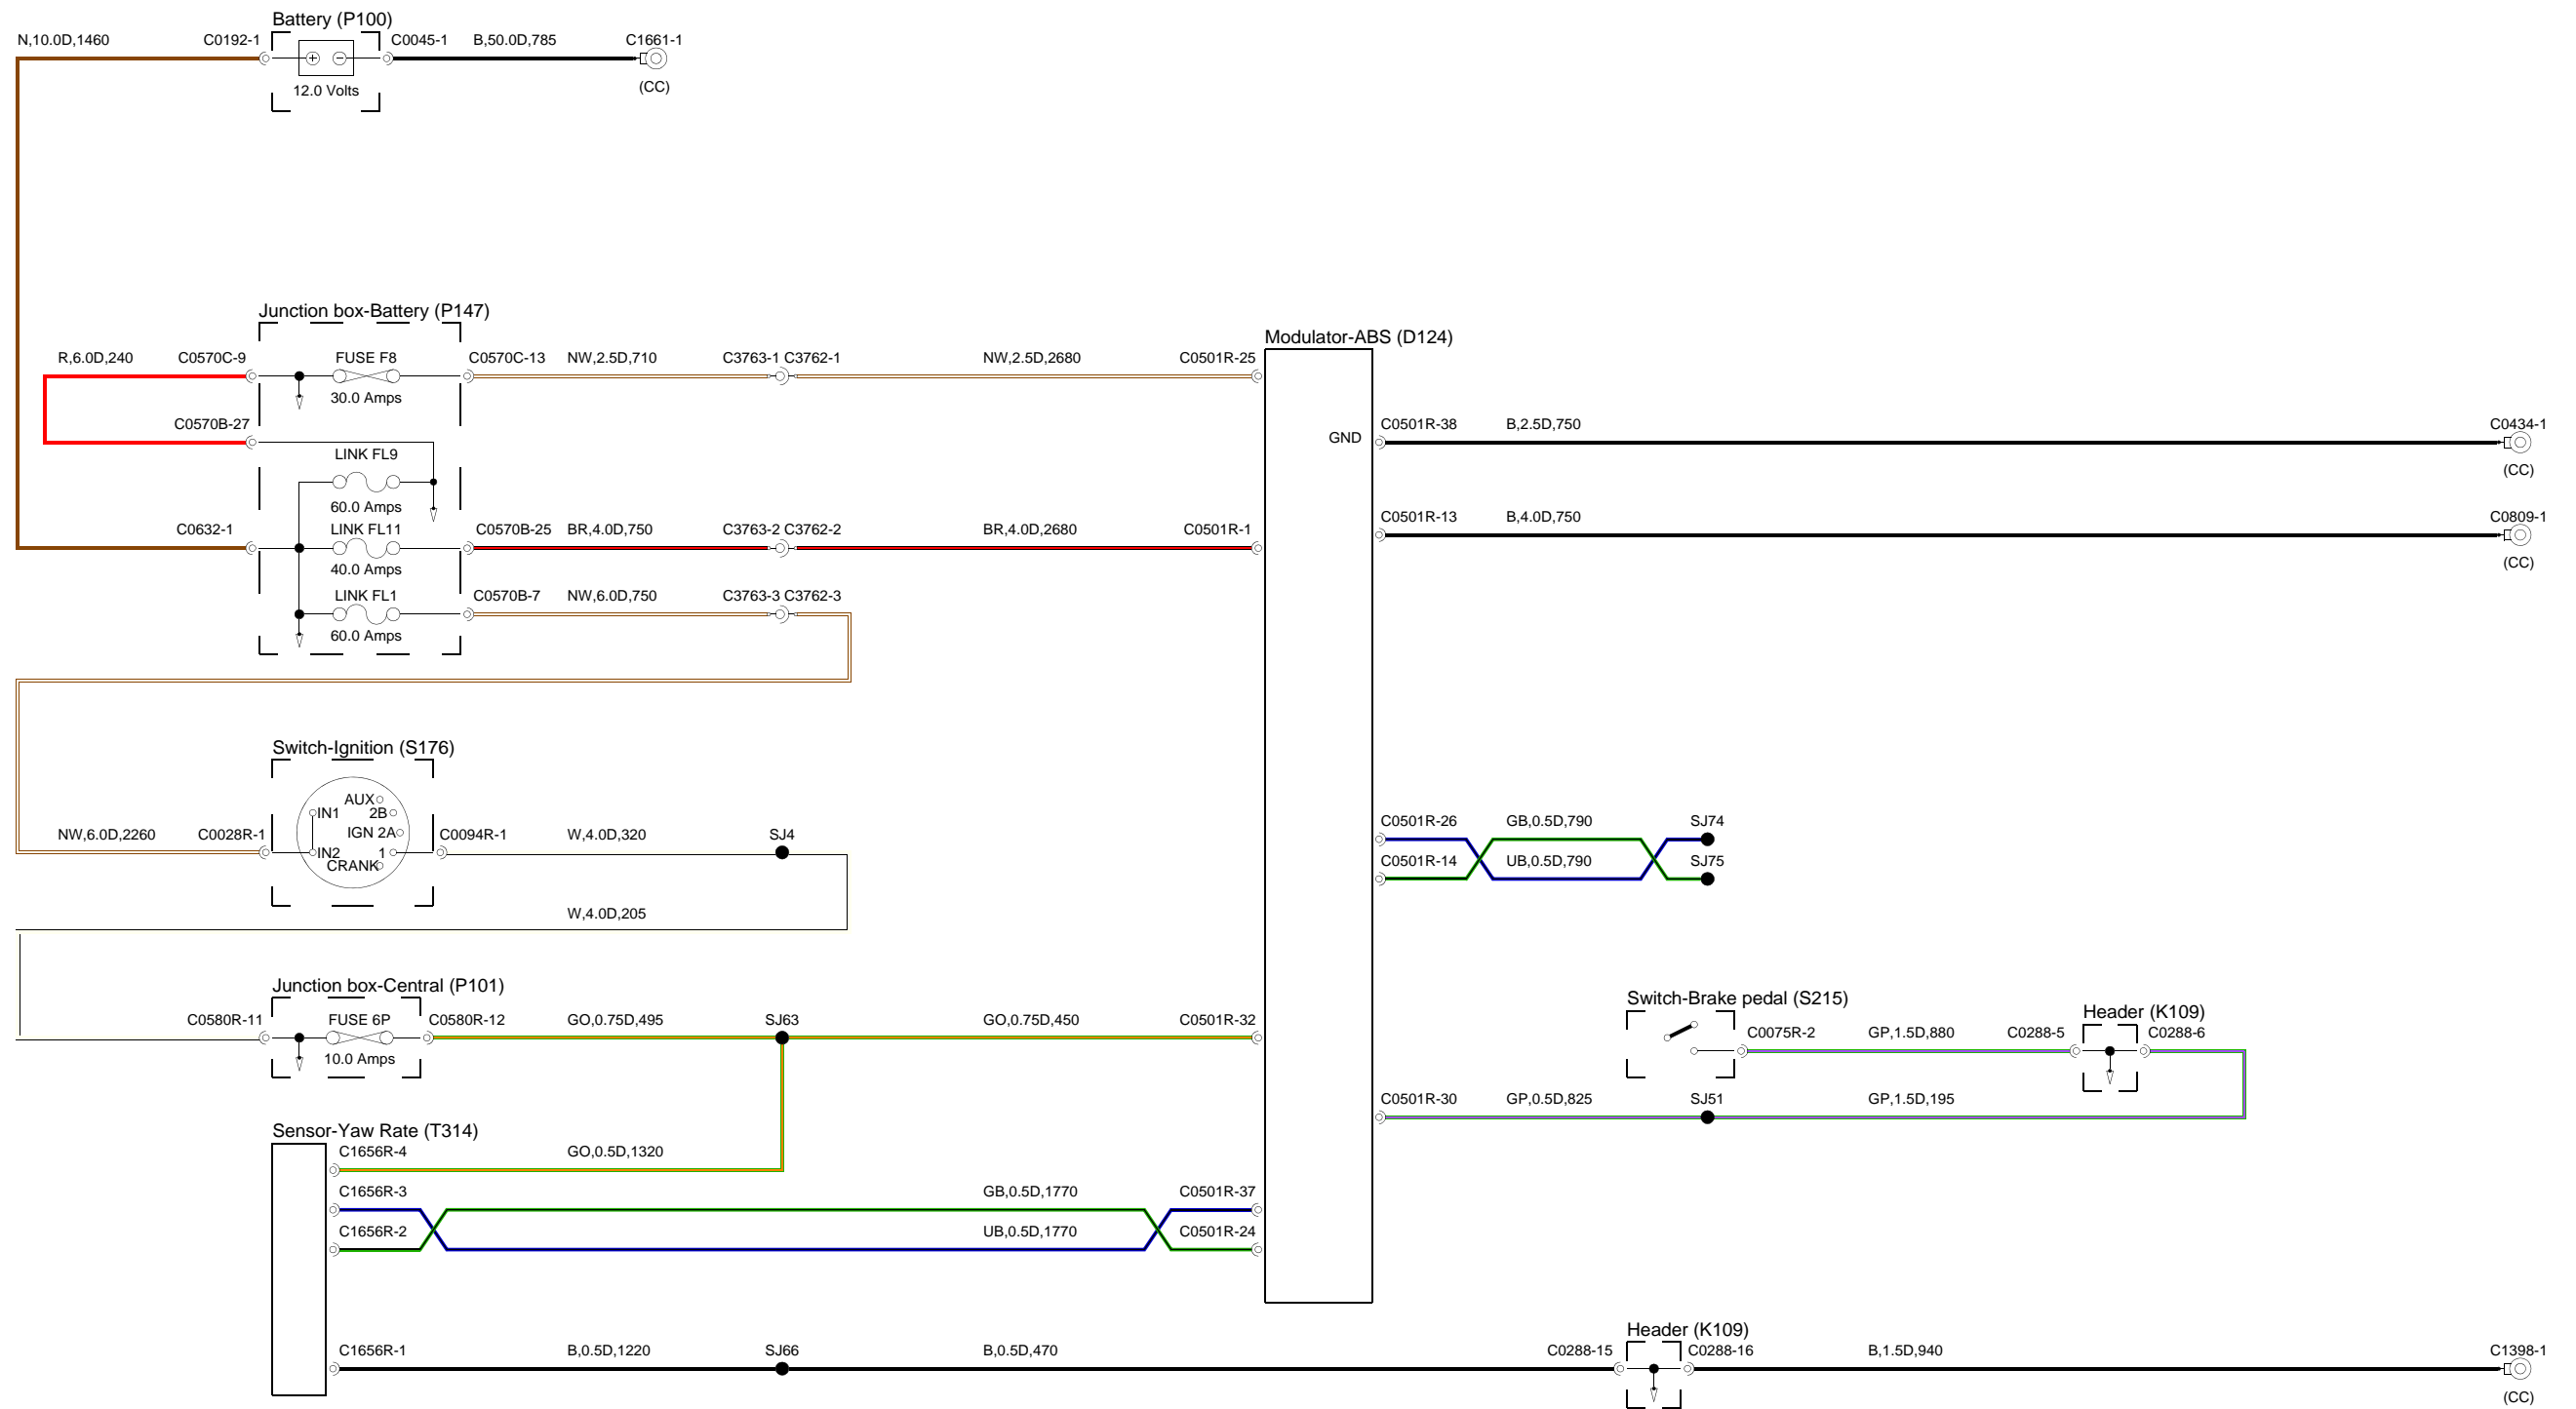 Battery (P100)
N,10.0D,1460 C0192-1 C0045-1 B,50.0D,785 C1661-1
12.0 Volts (CC)
Junction box-Battery (P147)
Modulator-ABS (D124)
R,6.0D,240 C0570C-9 FUSE F8 C0570C-13 NW,2.5D,710 C3763-1 C3762-1 NW,2.5D,2680 C0501R-25
30.0 Amps
C0570B-27 C0501R-38 B,2.5D,750 C0434-1
GND
LINK FL9
(CC)
60.0 Amps
C0501R-13 B,4.0D,750 C0809-1
C0632-1 LINK FL11 C0570B-25 BR,4.0D,750 C3763-2 C3762-2 BR,4.0D,2680 C0501R-1
40.0 Amps (CC)
LINK FL1 C0570B-7 NW,6.0D,750 C3763-3 C3762-3
60.0 Amps
Switch-Ignition (S176)
AUX
IN1 2B
IGN 2A
NW,6.0D,2260 C0028R-1 C0094R-1 W,4.0D,320 SJ4
IN2 1
CRANK
C0501R-26 GB,0.5D,790 SJ74
C0501R-14 UB,0.5D,790 SJ75
W,4.0D,205
Junction box-Central (P101)
Switch-Brake pedal (S215)
Header (K109)
C0580R-11 FUSE 6P C0580R-12 GO,0.75D,495 SJ63 GO,0.75D,450 C0501R-32
C0075R-2 GP,1.5D,880 C0288-5 C0288-6
10.0 Amps
C0501R-30 GP,0.5D,825 SJ51 GP,1.5D,195
Sensor-Yaw Rate (T314)
C1656R-4 GO,0.5D,1320
C1656R-3 GB,0.5D,1770 C0501R-37
C1656R-2 UB,0.5D,1770 C0501R-24
Header (K109)
C1656R-1 B,0.5D,1220 SJ66 B,0.5D,470 C0288-15 C0288-16 B,1.5D,940 C1398-1
(CC)